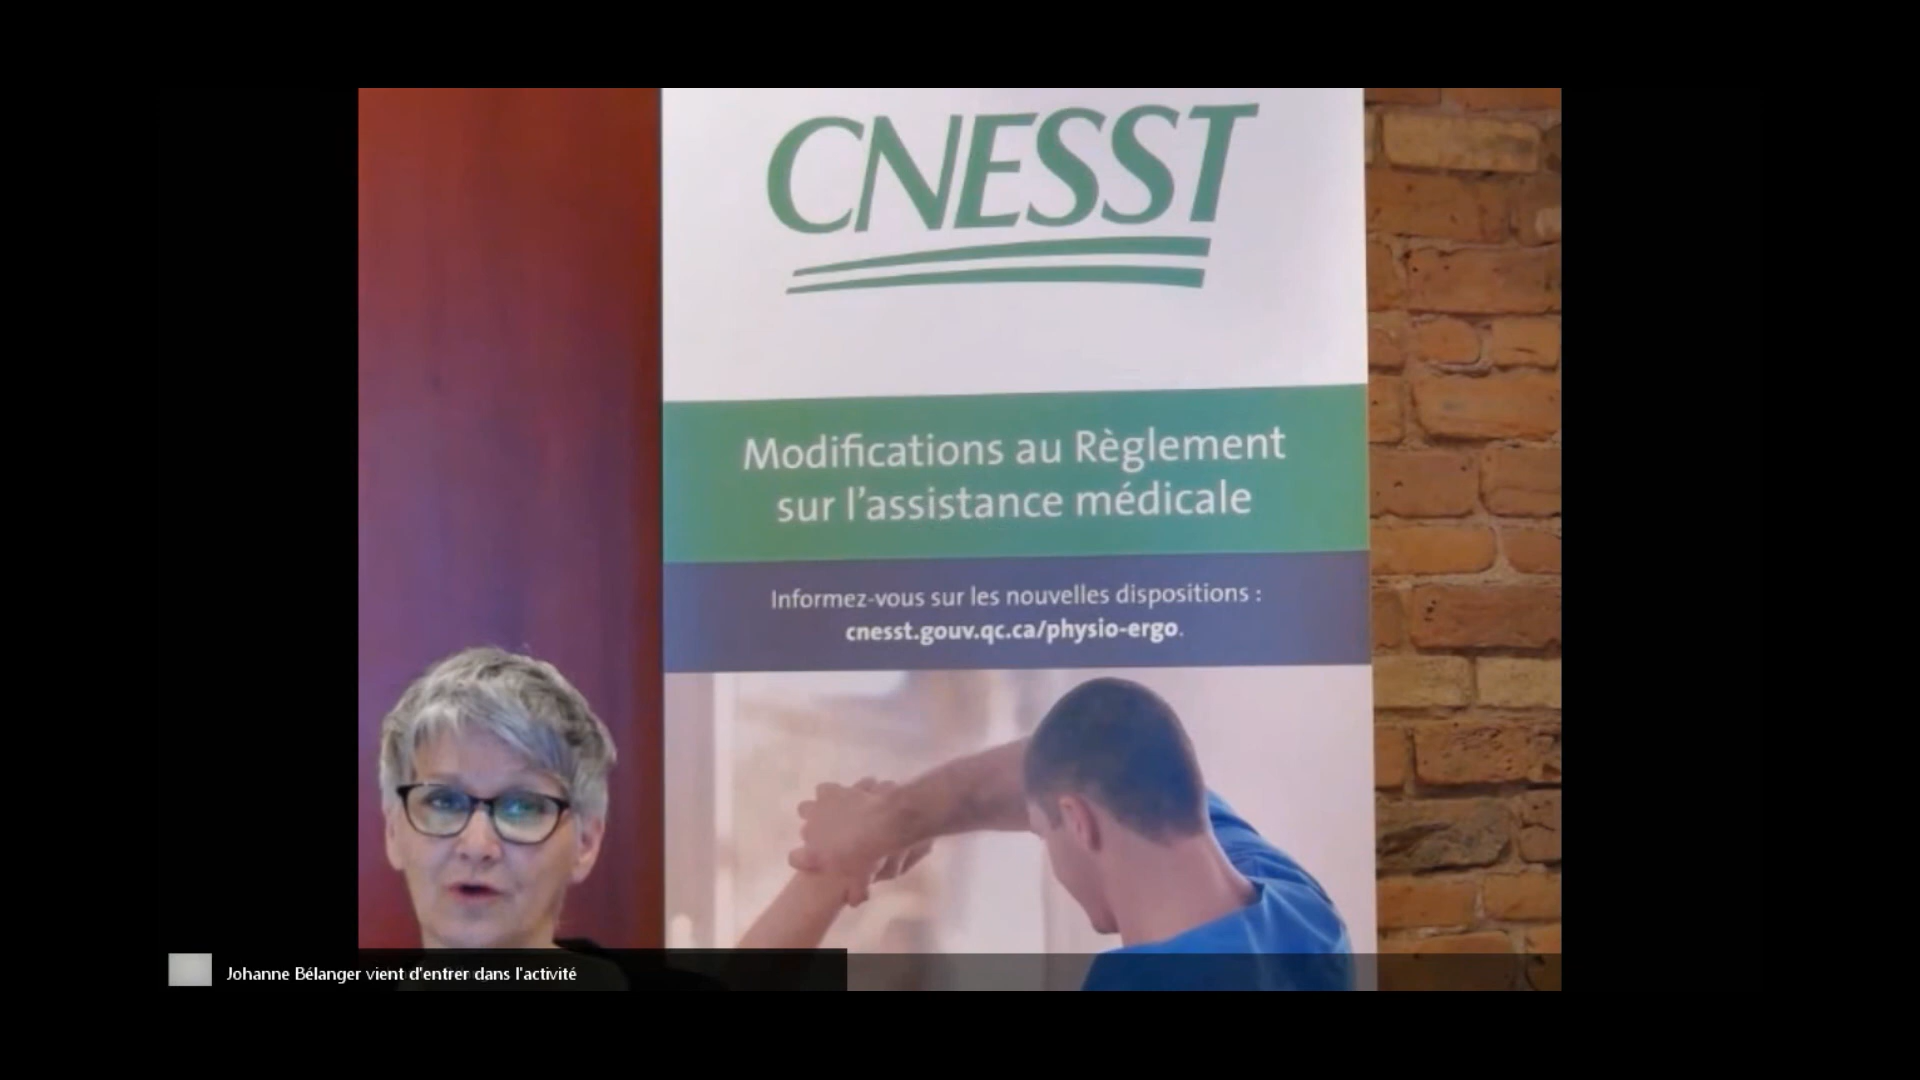 CNESST
Modifications au Règlement
sur l'assistance médicale
Informez-vous sur les nouvelles dispositions :
cnesst.gouv.qc.ca/physio-ergo.
Johanne Bélanger vient d'entrer dans l'activité